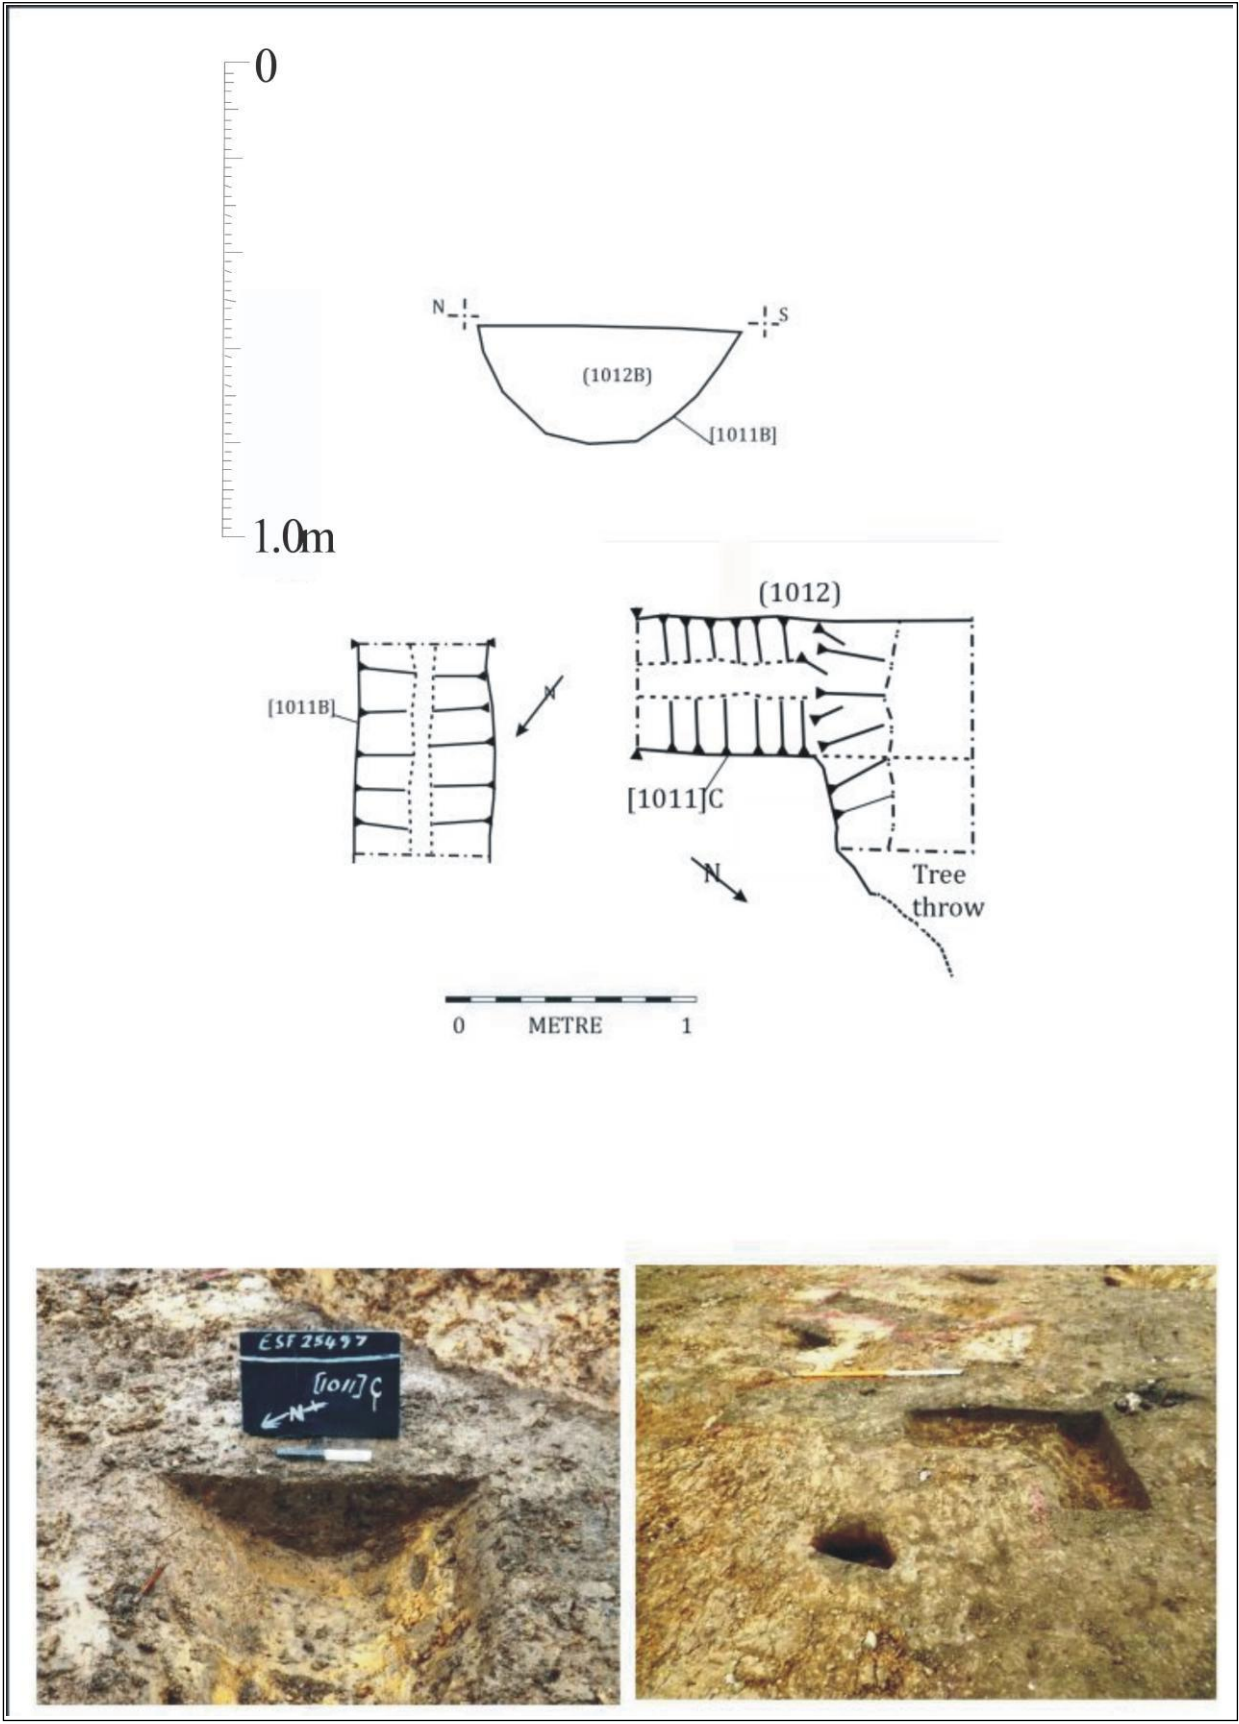 0
N
S
(1012B)
[1011B]
1.0m
(1012)
[1011B]
N
[1011]C
N
Tree
throw
0 METRE 1
ESF 25497
[1011] C
N